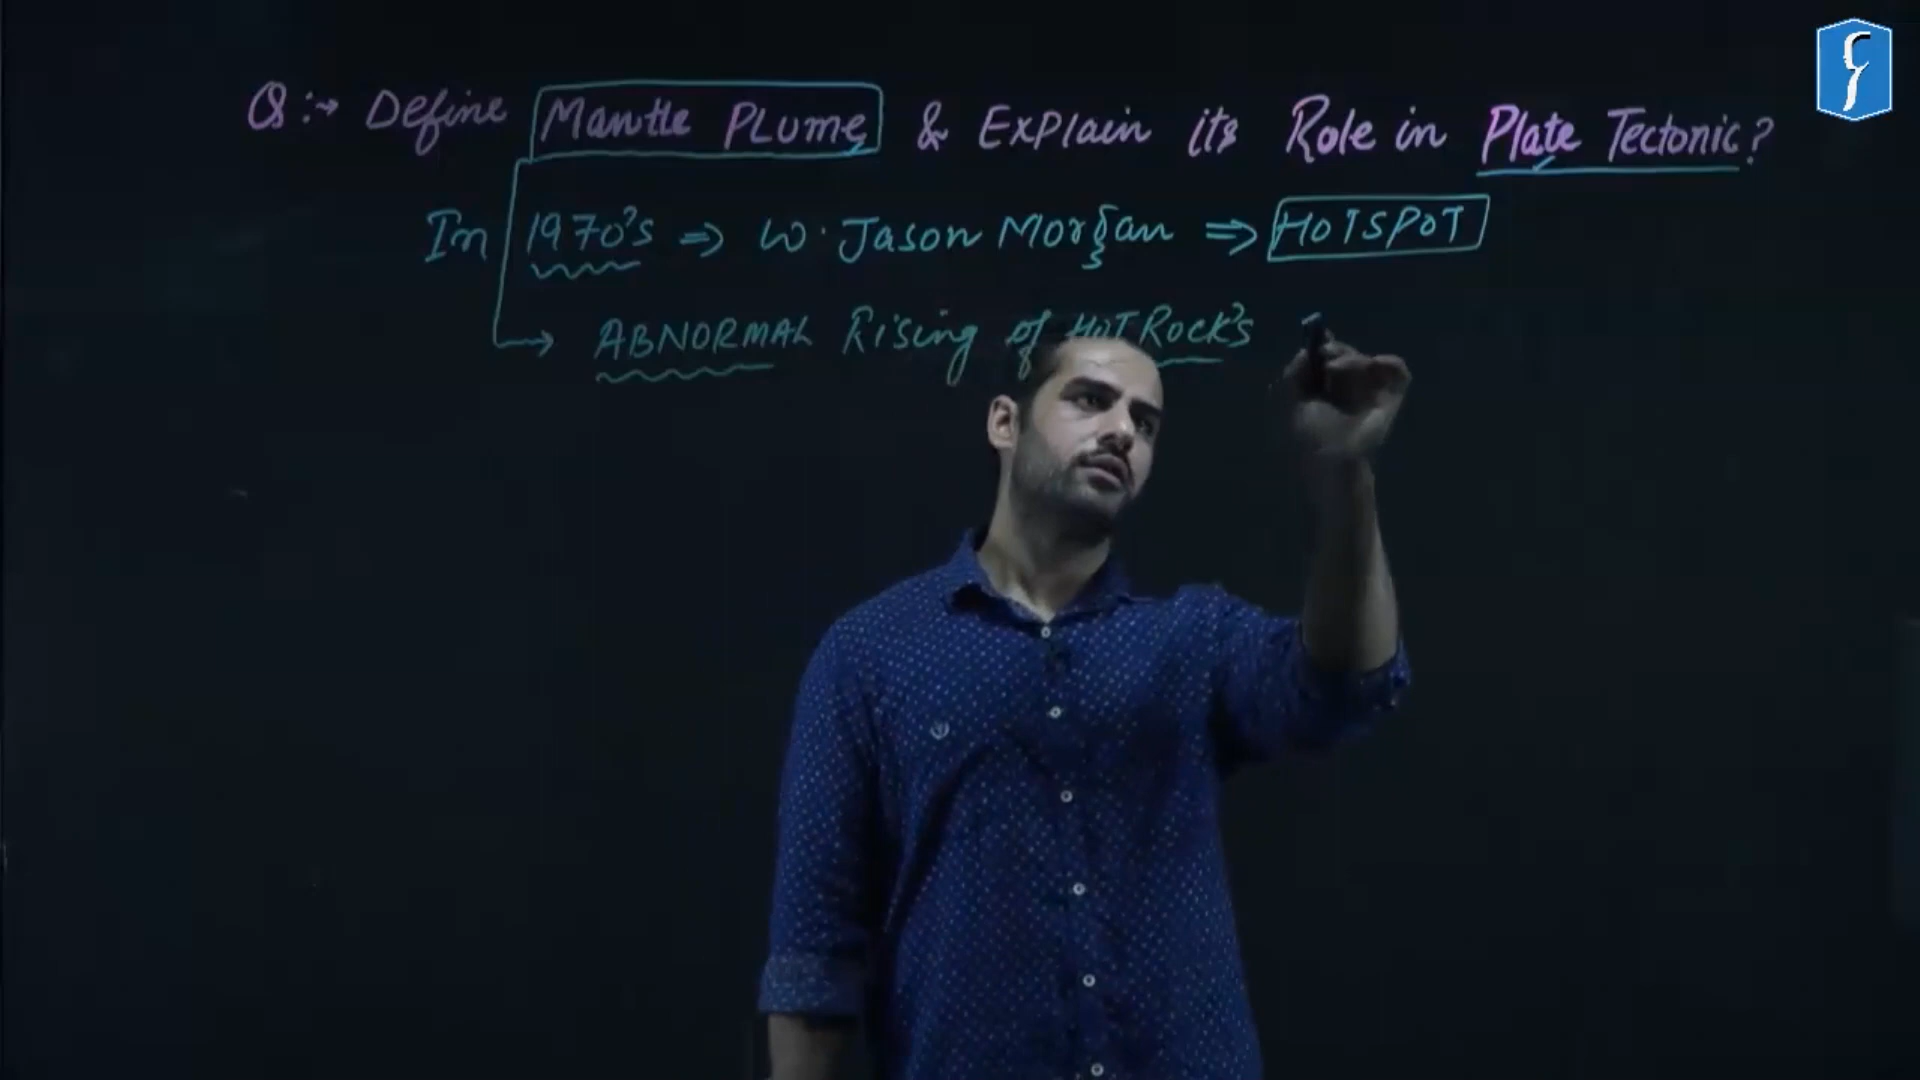 Q:→ Define Mantle Plume & Explain its Role in Plate Tectonic?
In 1970's ⇒ W. Jason Morgan ⇒ HOTSPOT
→ ABNORMAL Rising of HOT ROCK's